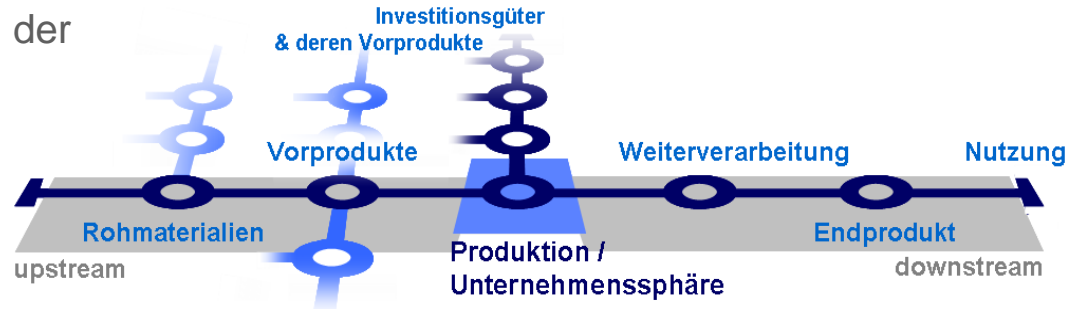 der
Investitionsgüter
& deren Vorprodukte
Vorprodukte
Weiterverarbeitung
Nutzung
Rohmaterialien
Endprodukt
Produktion /
Unternehmenssphäre
upstream
downstream